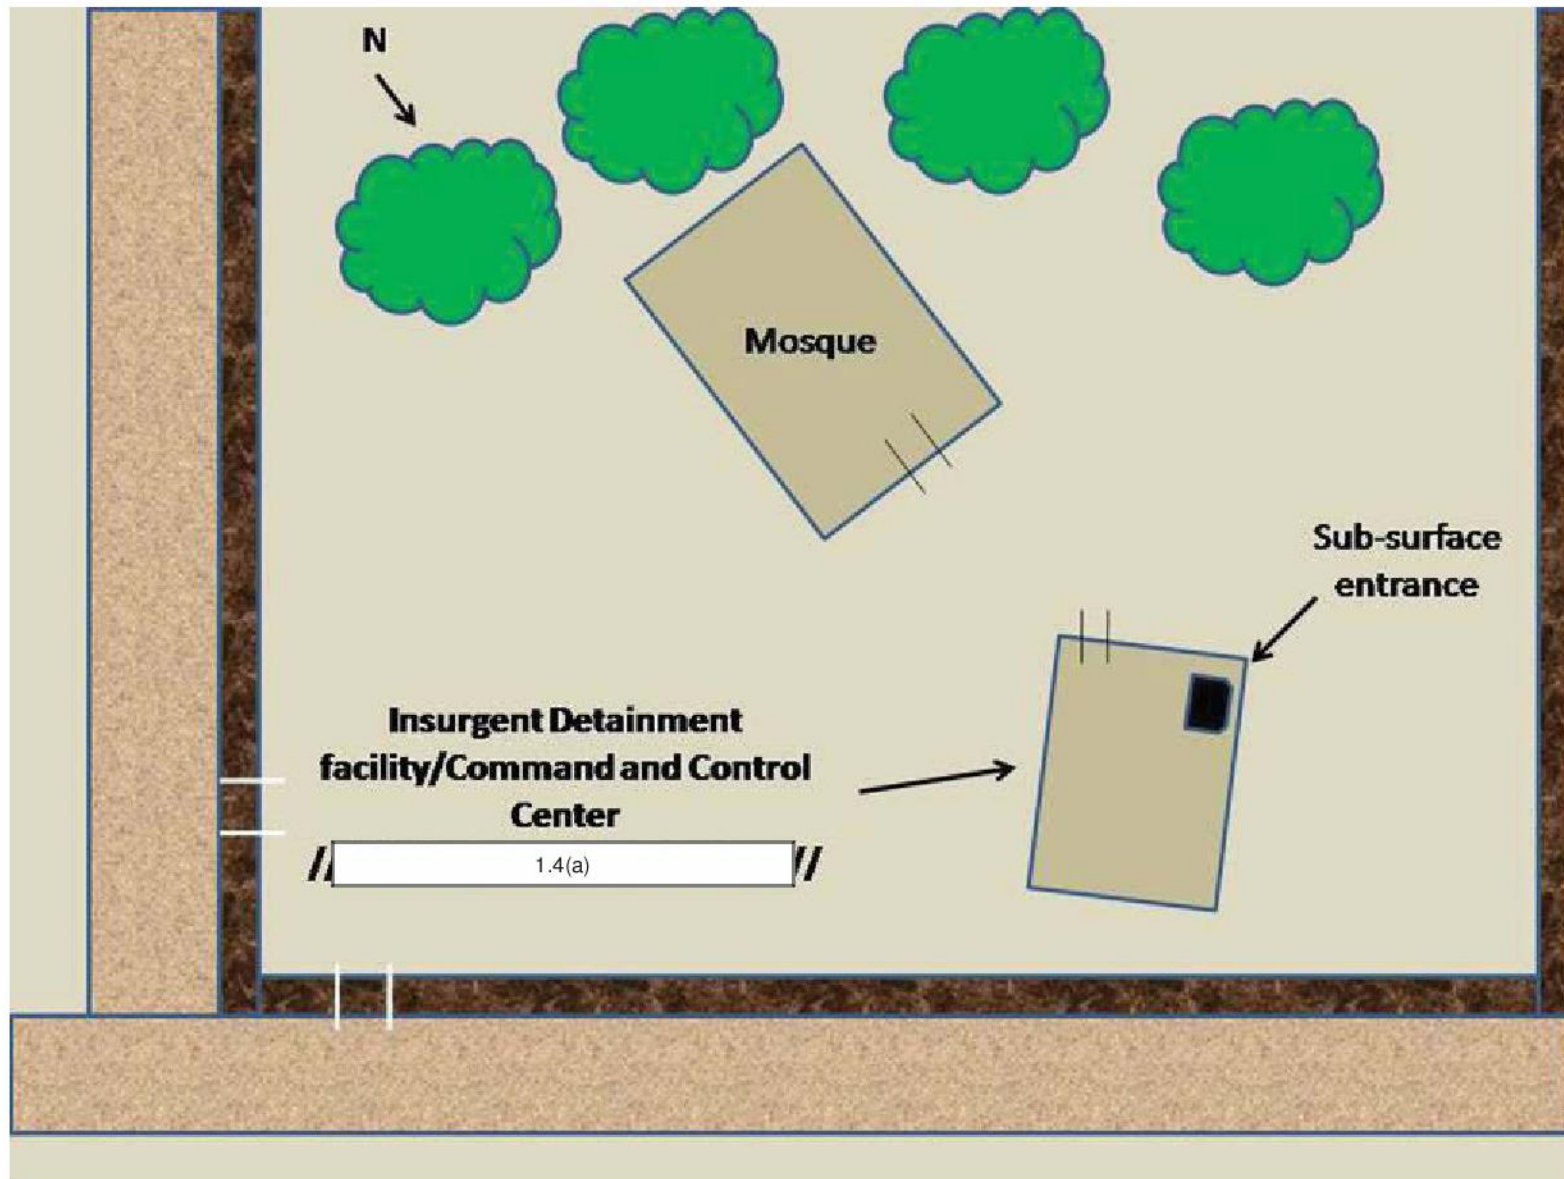 N
Mosque
Sub-surface
entrance
Insurgent Detainment
facility/Command and Control
Center
// 1.4(a) //